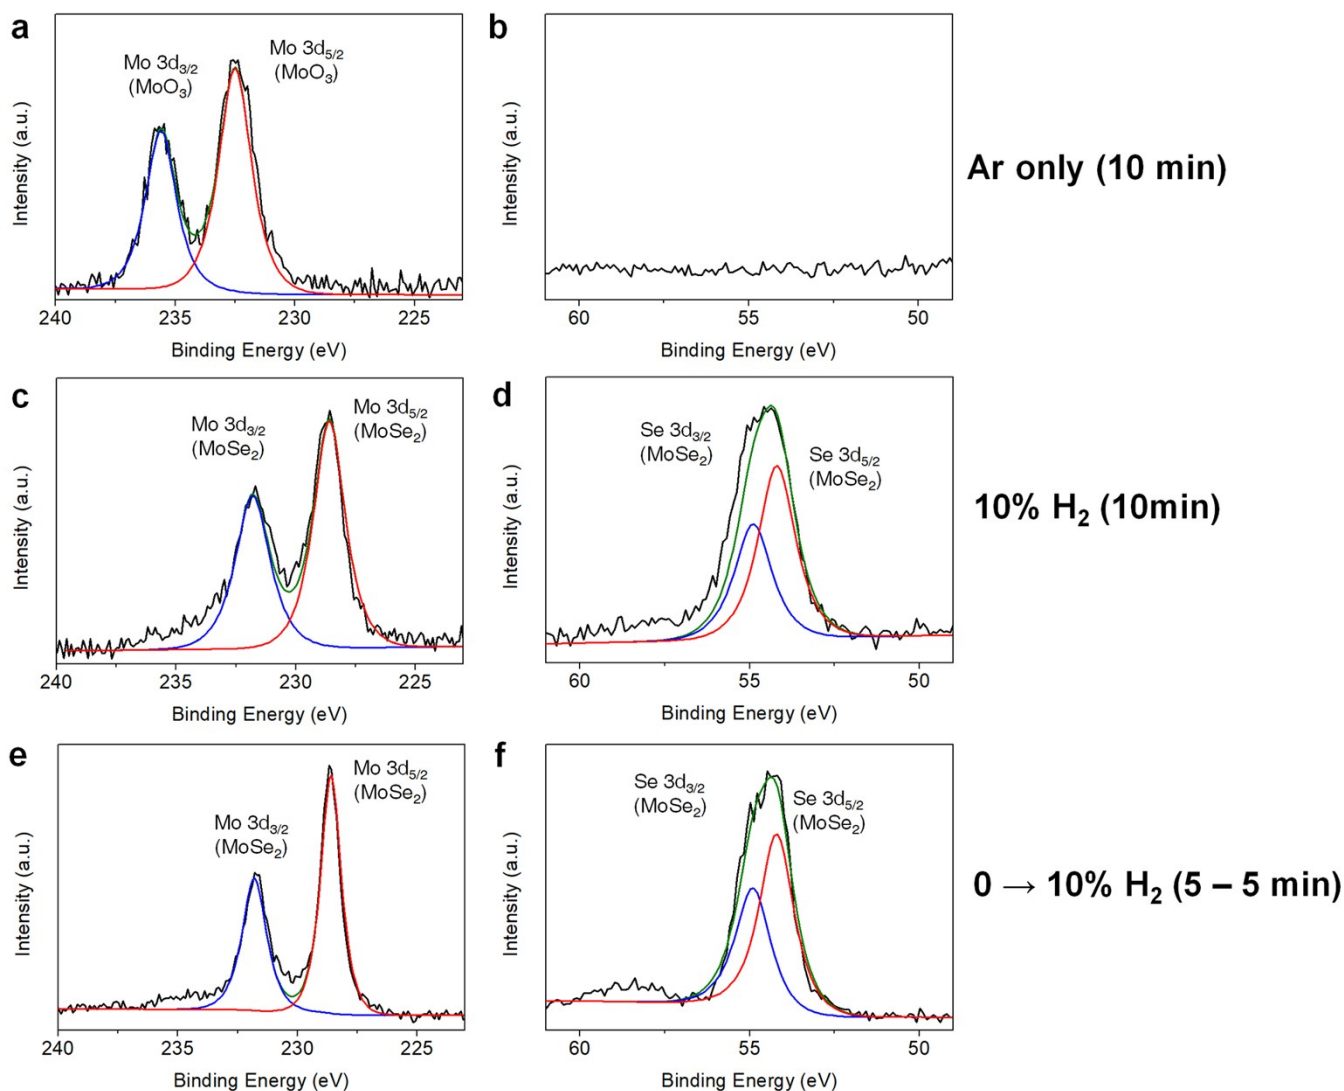 a
Mo 3d3/2
(MoO3)
Mo 3d5/2
(MoO3)
Intensity (a.u.)
240
235
230
225
Binding Energy (eV)
b
Intensity (a.u.)
60
55
50
Binding Energy (eV)
Ar only (10 min)
c
Mo 3d3/2
(MoSe2)
Mo 3d5/2
(MoSe2)
Intensity (a.u.)
240
235
230
225
Binding Energy (eV)
d
Se 3d3/2
(MoSe2)
Se 3d5/2
(MoSe2)
Intensity (a.u.)
60
55
50
Binding Energy (eV)
10% H2 (10min)
e
Mo 3d3/2
(MoSe2)
Mo 3d5/2
(MoSe2)
Intensity (a.u.)
240
235
230
225
Binding Energy (eV)
f
Se 3d3/2
(MoSe2)
Se 3d5/2
(MoSe2)
Intensity (a.u.)
60
55
50
Binding Energy (eV)
0 → 10% H2 (5 – 5 min)